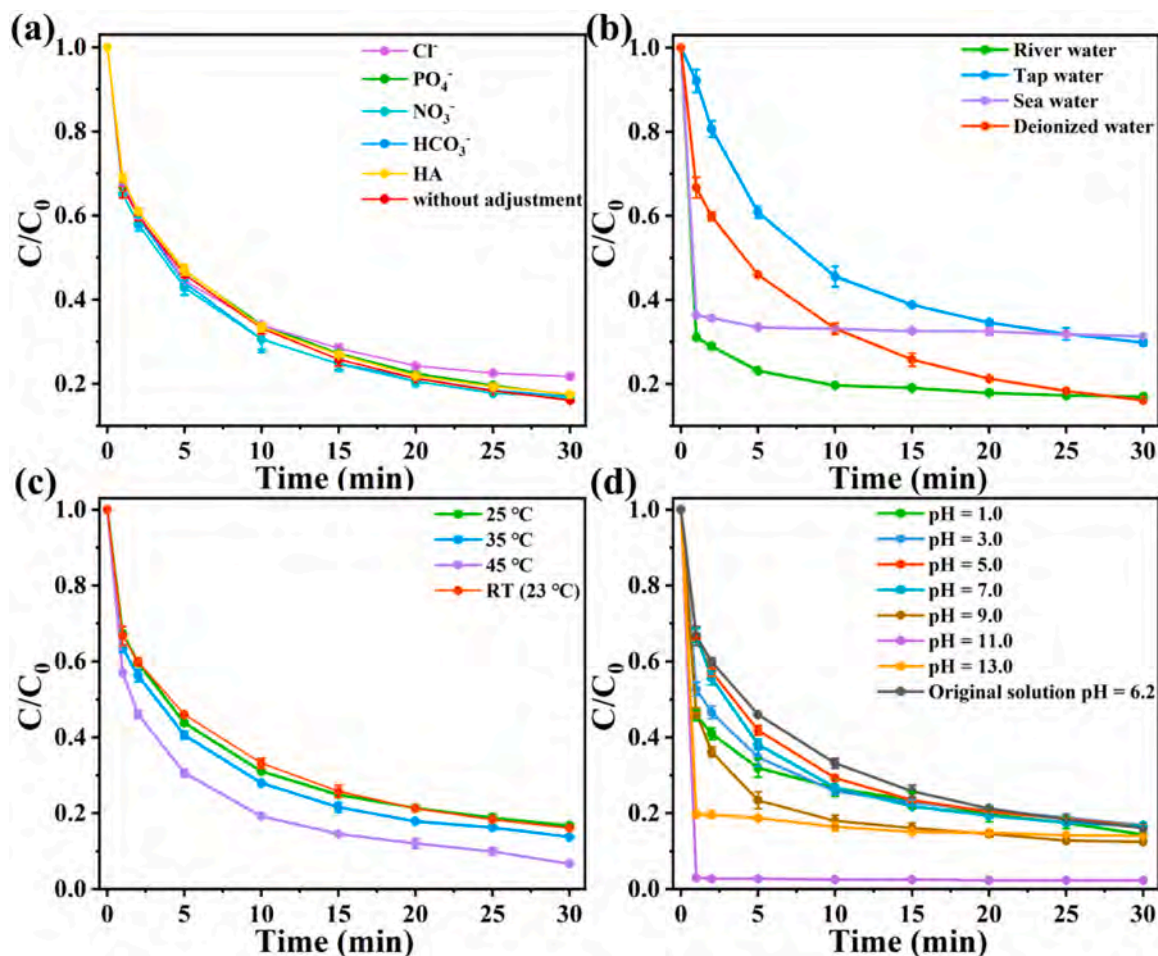 (a)
C/C₀
1.0
0.8
0.6
0.4
0.2
Cl⁻
PO₄⁻
NO₃⁻
HCO₃⁻
HA
without adjustment
0 5 10 15 20 25 30
Time (min)
(b)
C/C₀
1.0
0.8
0.6
0.4
0.2
River water
Tap water
Sea water
Deionized water
0 5 10 15 20 25 30
Time (min)
(c)
C/C₀
1.0
0.8
0.6
0.4
0.2
0.0
25 °C
35 °C
45 °C
RT (23 °C)
0 5 10 15 20 25 30
Time (min)
(d)
C/C₀
1.0
0.8
0.6
0.4
0.2
0.0
pH = 1.0
pH = 3.0
pH = 5.0
pH = 7.0
pH = 9.0
pH = 11.0
pH = 13.0
Original solution pH = 6.2
0 5 10 15 20 25 30
Time (min)